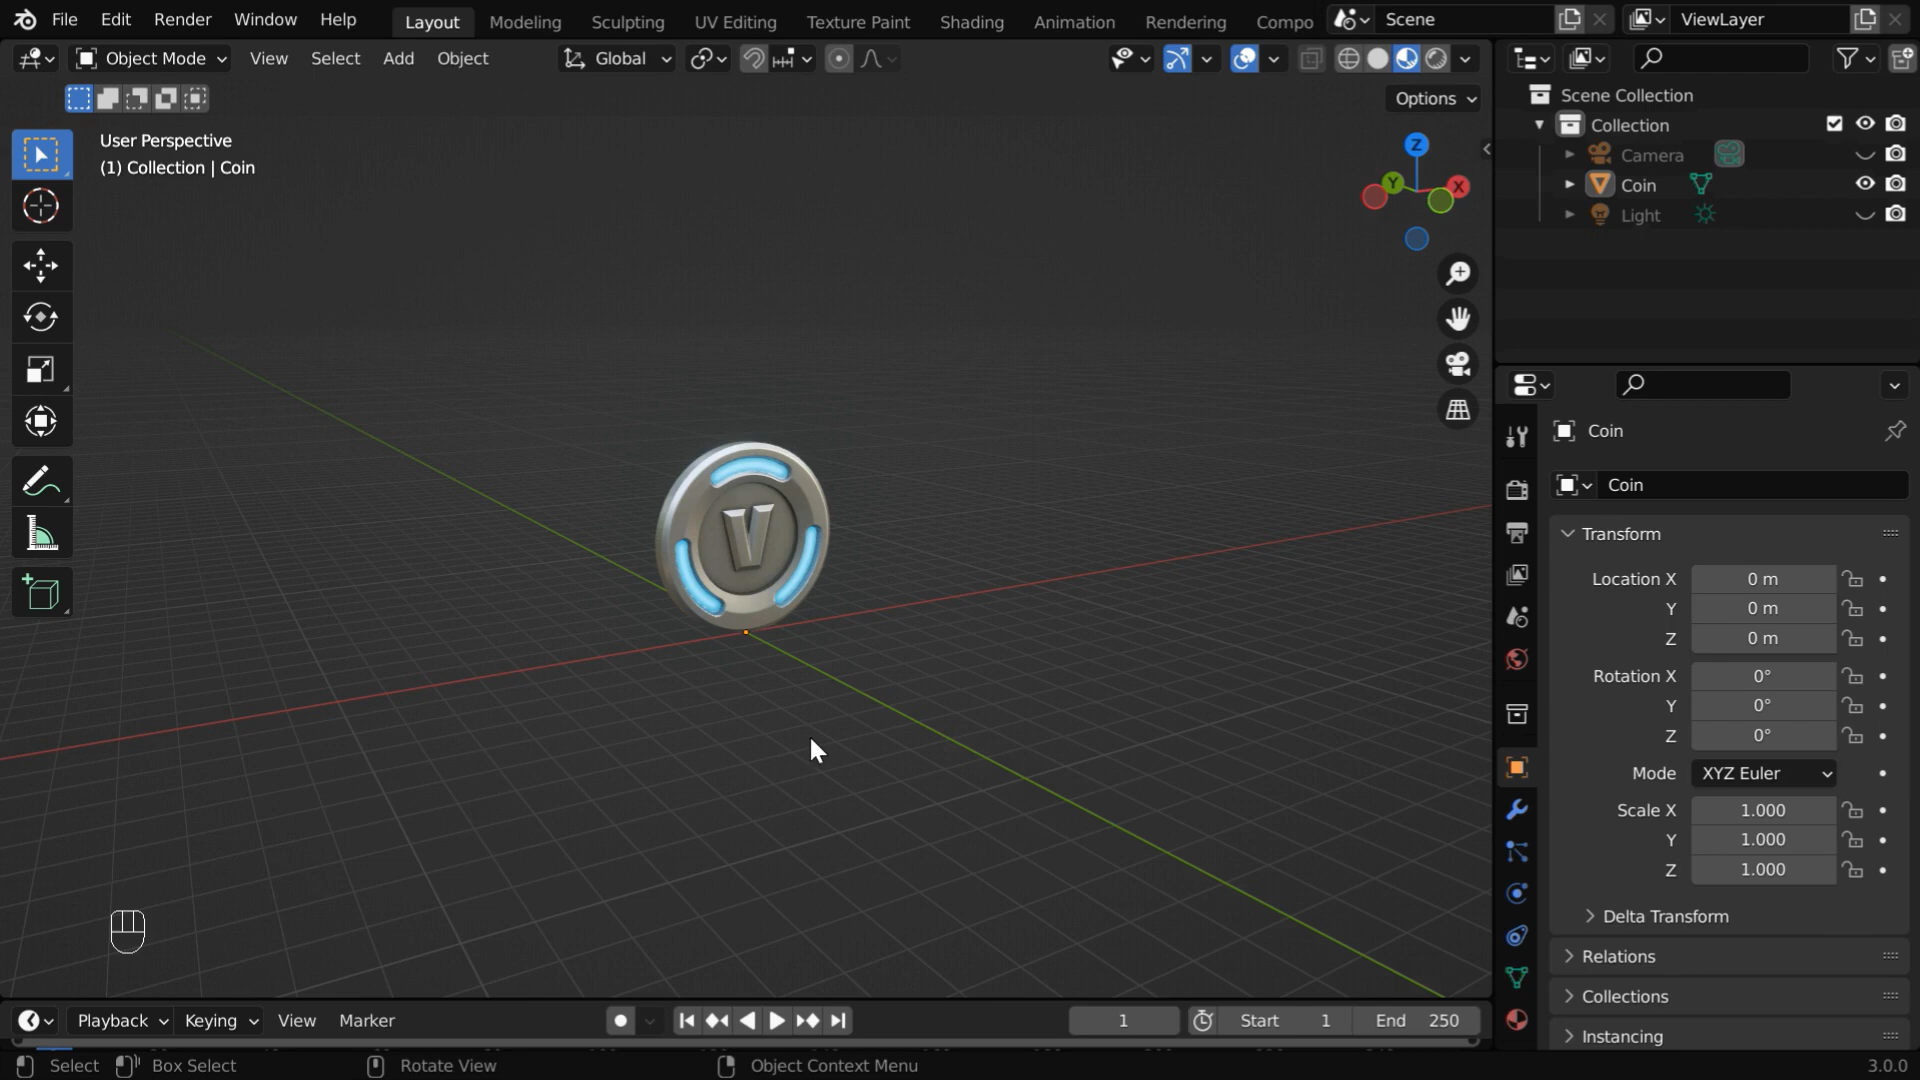 File Edit Render Window Help Layout Modeling Sculpting UV Editing Texture Paint Shading Animation Rendering Compo Scene ViewLayer
Object Mode View Select Add Object Global
Options
User Perspective
(1) Collection | Coin
Z
Y X
V
Scene Collection
Collection
Camera
Coin
Light
Coin
Coin
Transform
Location X 0 m
Y 0 m
Z 0 m
Rotation X 0°
Y 0°
Z 0°
Mode XYZ Euler
Scale X 1.000
Y 1.000
Z 1.000
Delta Transform
Relations
Collections
Instancing
Playback Keying View Marker 1 Start 1 End 250
Select Box Select Rotate View Object Context Menu 3.0.0